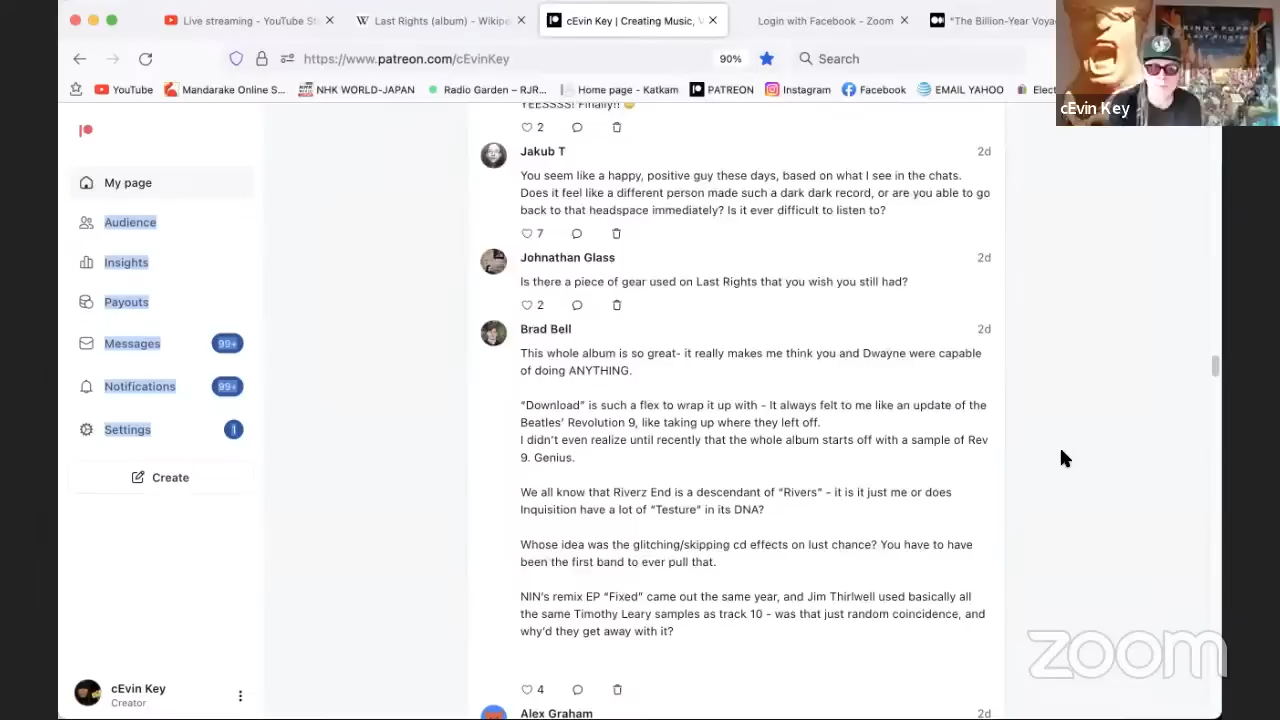 Live streaming - YouTube St
Last Rights (album) - Wikipe
cEvin Key | Creating Music, V
Login with Facebook - Zoom
"The Billion-Year Voya
https://www.patreon.com/cEvinKey
90%
Search
YouTube
Mandarake Online S...
NHK WORLD-JAPAN
Radio Garden – RJR...
Home page - Katkam
PATREON
Instagram
Facebook
EMAIL YAHOO
Elect
SKINNY PUPPY
LAST RIGHTS
cEvin Key
My page
Audience
Insights
Payouts
Messages
99+
Notifications
99+
Settings
1
Create
cEvin Key
Creator
YEESSSS! Finally!!
2
Jakub T
2d
You seem like a happy, positive guy these days, based on what I see in the chats.
Does it feel like a different person made such a dark dark record, or are you able to go
back to that headspace immediately? Is it ever difficult to listen to?
7
Johnathan Glass
2d
Is there a piece of gear used on Last Rights that you wish you still had?
2
Brad Bell
2d
This whole album is so great- it really makes me think you and Dwayne were capable
of doing ANYTHING.
“Download” is such a flex to wrap it up with - It always felt to me like an update of the
Beatles’ Revolution 9, like taking up where they left off.
I didn’t even realize until recently that the whole album starts off with a sample of Rev
9. Genius.
We all know that Riverz End is a descendant of “Rivers” - it is it just me or does
Inquisition have a lot of “Testure” in its DNA?
Whose idea was the glitching/skipping cd effects on lust chance? You have to have
been the first band to ever pull that.
NIN’s remix EP “Fixed” came out the same year, and Jim Thirlwell used basically all
the same Timothy Leary samples as track 10 - was that just random coincidence, and
why’d they get away with it?
4
Alex Graham
2d
zoom